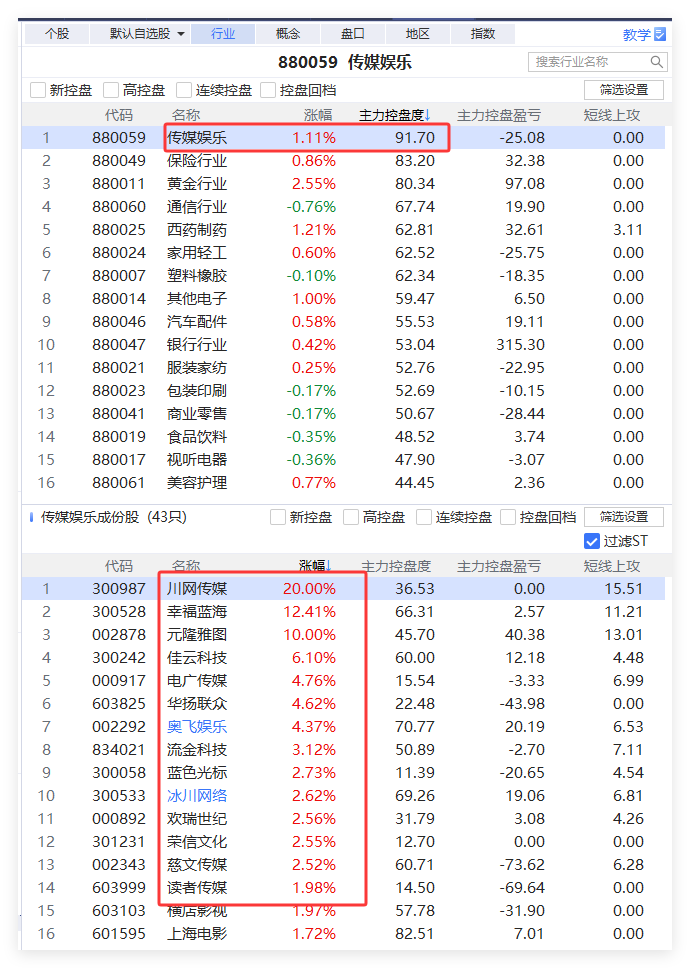 个股 默认自选股 行业 概念 盘口 地区 指数 教学
880059 传媒娱乐 搜索行业名称
新控盘 高控盘 连续控盘 控盘回档 筛选设置
代码 名称 涨幅 主力控盘度↓ 主力控盘盈亏 短线上攻
1 880059 传媒娱乐 1.11% 91.70 -25.08 0.00
2 880049 保险行业 0.86% 83.20 32.38 0.00
3 880011 黄金行业 2.55% 80.34 97.08 0.00
4 880060 通信行业 -0.76% 67.74 19.90 0.00
5 880025 西药制药 1.21% 62.81 32.61 3.11
6 880024 家用轻工 0.60% 62.52 -25.75 0.00
7 880007 塑料橡胶 -0.10% 62.34 -18.35 0.00
8 880014 其他电子 1.00% 59.47 6.50 0.00
9 880046 汽车配件 0.58% 55.53 19.11 0.00
10 880047 银行行业 0.42% 53.04 315.30 0.00
11 880021 服装家纺 0.25% 52.76 -22.95 0.00
12 880023 包装印刷 -0.17% 52.69 -10.15 0.00
13 880041 商业零售 -0.17% 50.67 -28.44 0.00
14 880019 食品饮料 -0.35% 48.52 3.74 0.00
15 880017 视听电器 -0.36% 47.90 -3.07 0.00
16 880061 美容护理 0.77% 44.45 2.36 0.00
传媒娱乐成份股 (43只) 新控盘 高控盘 连续控盘 控盘回档 筛选设置
过滤ST
代码 名称 涨幅↓ 主力控盘度 主力控盘盈亏 短线上攻
1 300987 川网传媒 20.00% 36.53 0.00 15.51
2 300528 幸福蓝海 12.41% 66.31 2.57 11.21
3 002878 元隆雅图 10.00% 45.70 40.38 13.01
4 300242 佳云科技 6.10% 60.00 12.18 4.48
5 000917 电广传媒 4.76% 15.54 -3.33 6.99
6 603825 华扬联众 4.62% 22.48 -43.98 0.00
7 002292 奥飞娱乐 4.37% 70.77 20.19 6.53
8 834021 流金科技 3.12% 50.89 -2.70 7.11
9 300058 蓝色光标 2.73% 11.39 -20.65 4.54
10 300533 冰川网络 2.62% 69.26 19.06 6.81
11 000892 欢瑞世纪 2.56% 31.79 3.08 4.26
12 301231 荣信文化 2.55% 12.70 0.00 0.00
13 002343 慈文传媒 2.52% 60.71 -73.62 6.28
14 603999 读者传媒 1.98% 14.50 -69.64 0.00
15 603103 横店影视 1.97% 57.78 -31.90 0.00
16 601595 上海电影 1.72% 82.51 7.01 0.00